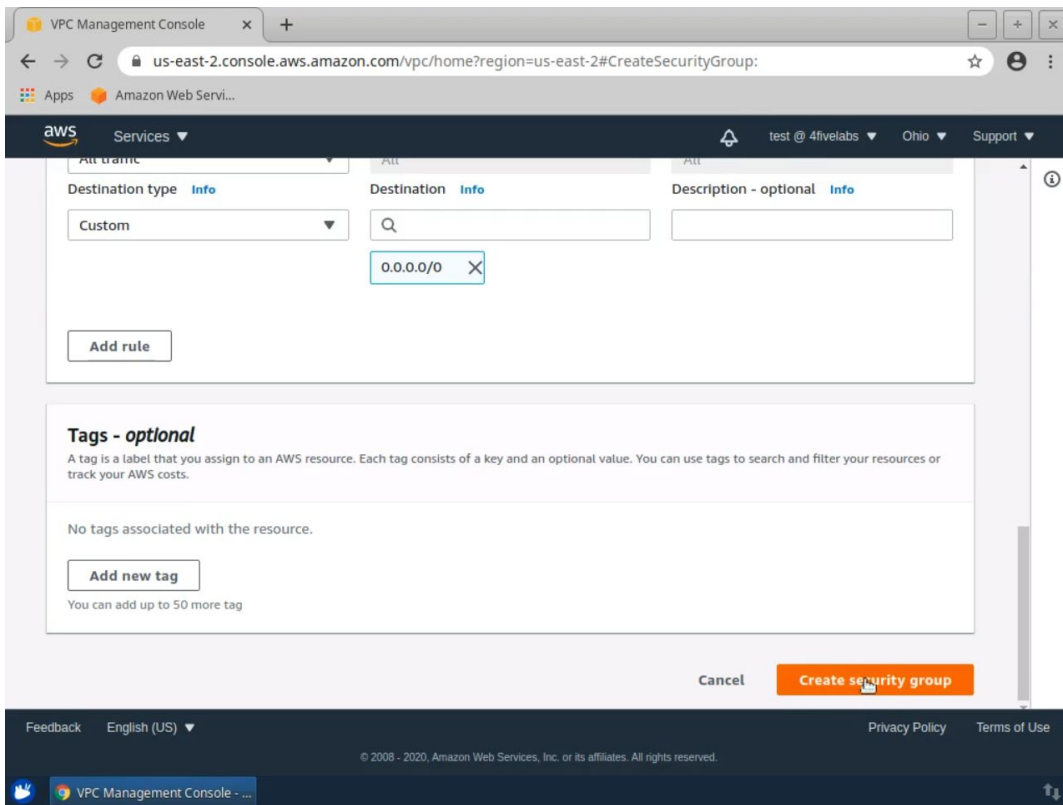 VPC Management Console
us-east-2.console.aws.amazon.com/vpc/home?region=us-east-2#CreateSecurityGroup:
Apps Amazon Web Servi...
aws Services ▼ test @ 4fivelabs ▼ Ohio ▼ Support ▼
All traffic All All
Destination type Info Destination Info Description - optional Info
Custom
0.0.0.0/0
Add rule
Tags - optional
A tag is a label that you assign to an AWS resource. Each tag consists of a key and an optional value. You can use tags to search and filter your resources or
track your AWS costs.
No tags associated with the resource.
Add new tag
You can add up to 50 more tag
Cancel Create security group
Feedback English (US) ▼ Privacy Policy Terms of Use
© 2008 - 2020, Amazon Web Services, Inc. or its affiliates. All rights reserved.
VPC Management Console - ...